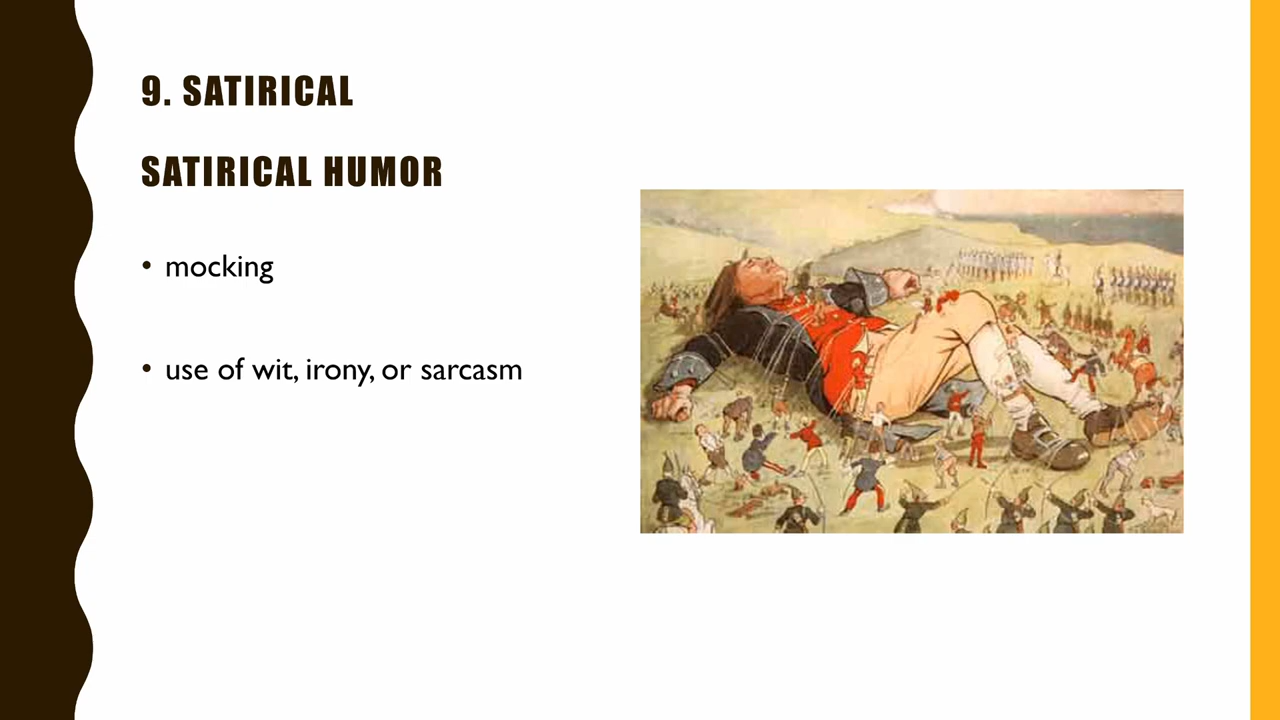 9. SATIRICAL
SATIRICAL HUMOR
• mocking
• use of wit, irony, or sarcasm